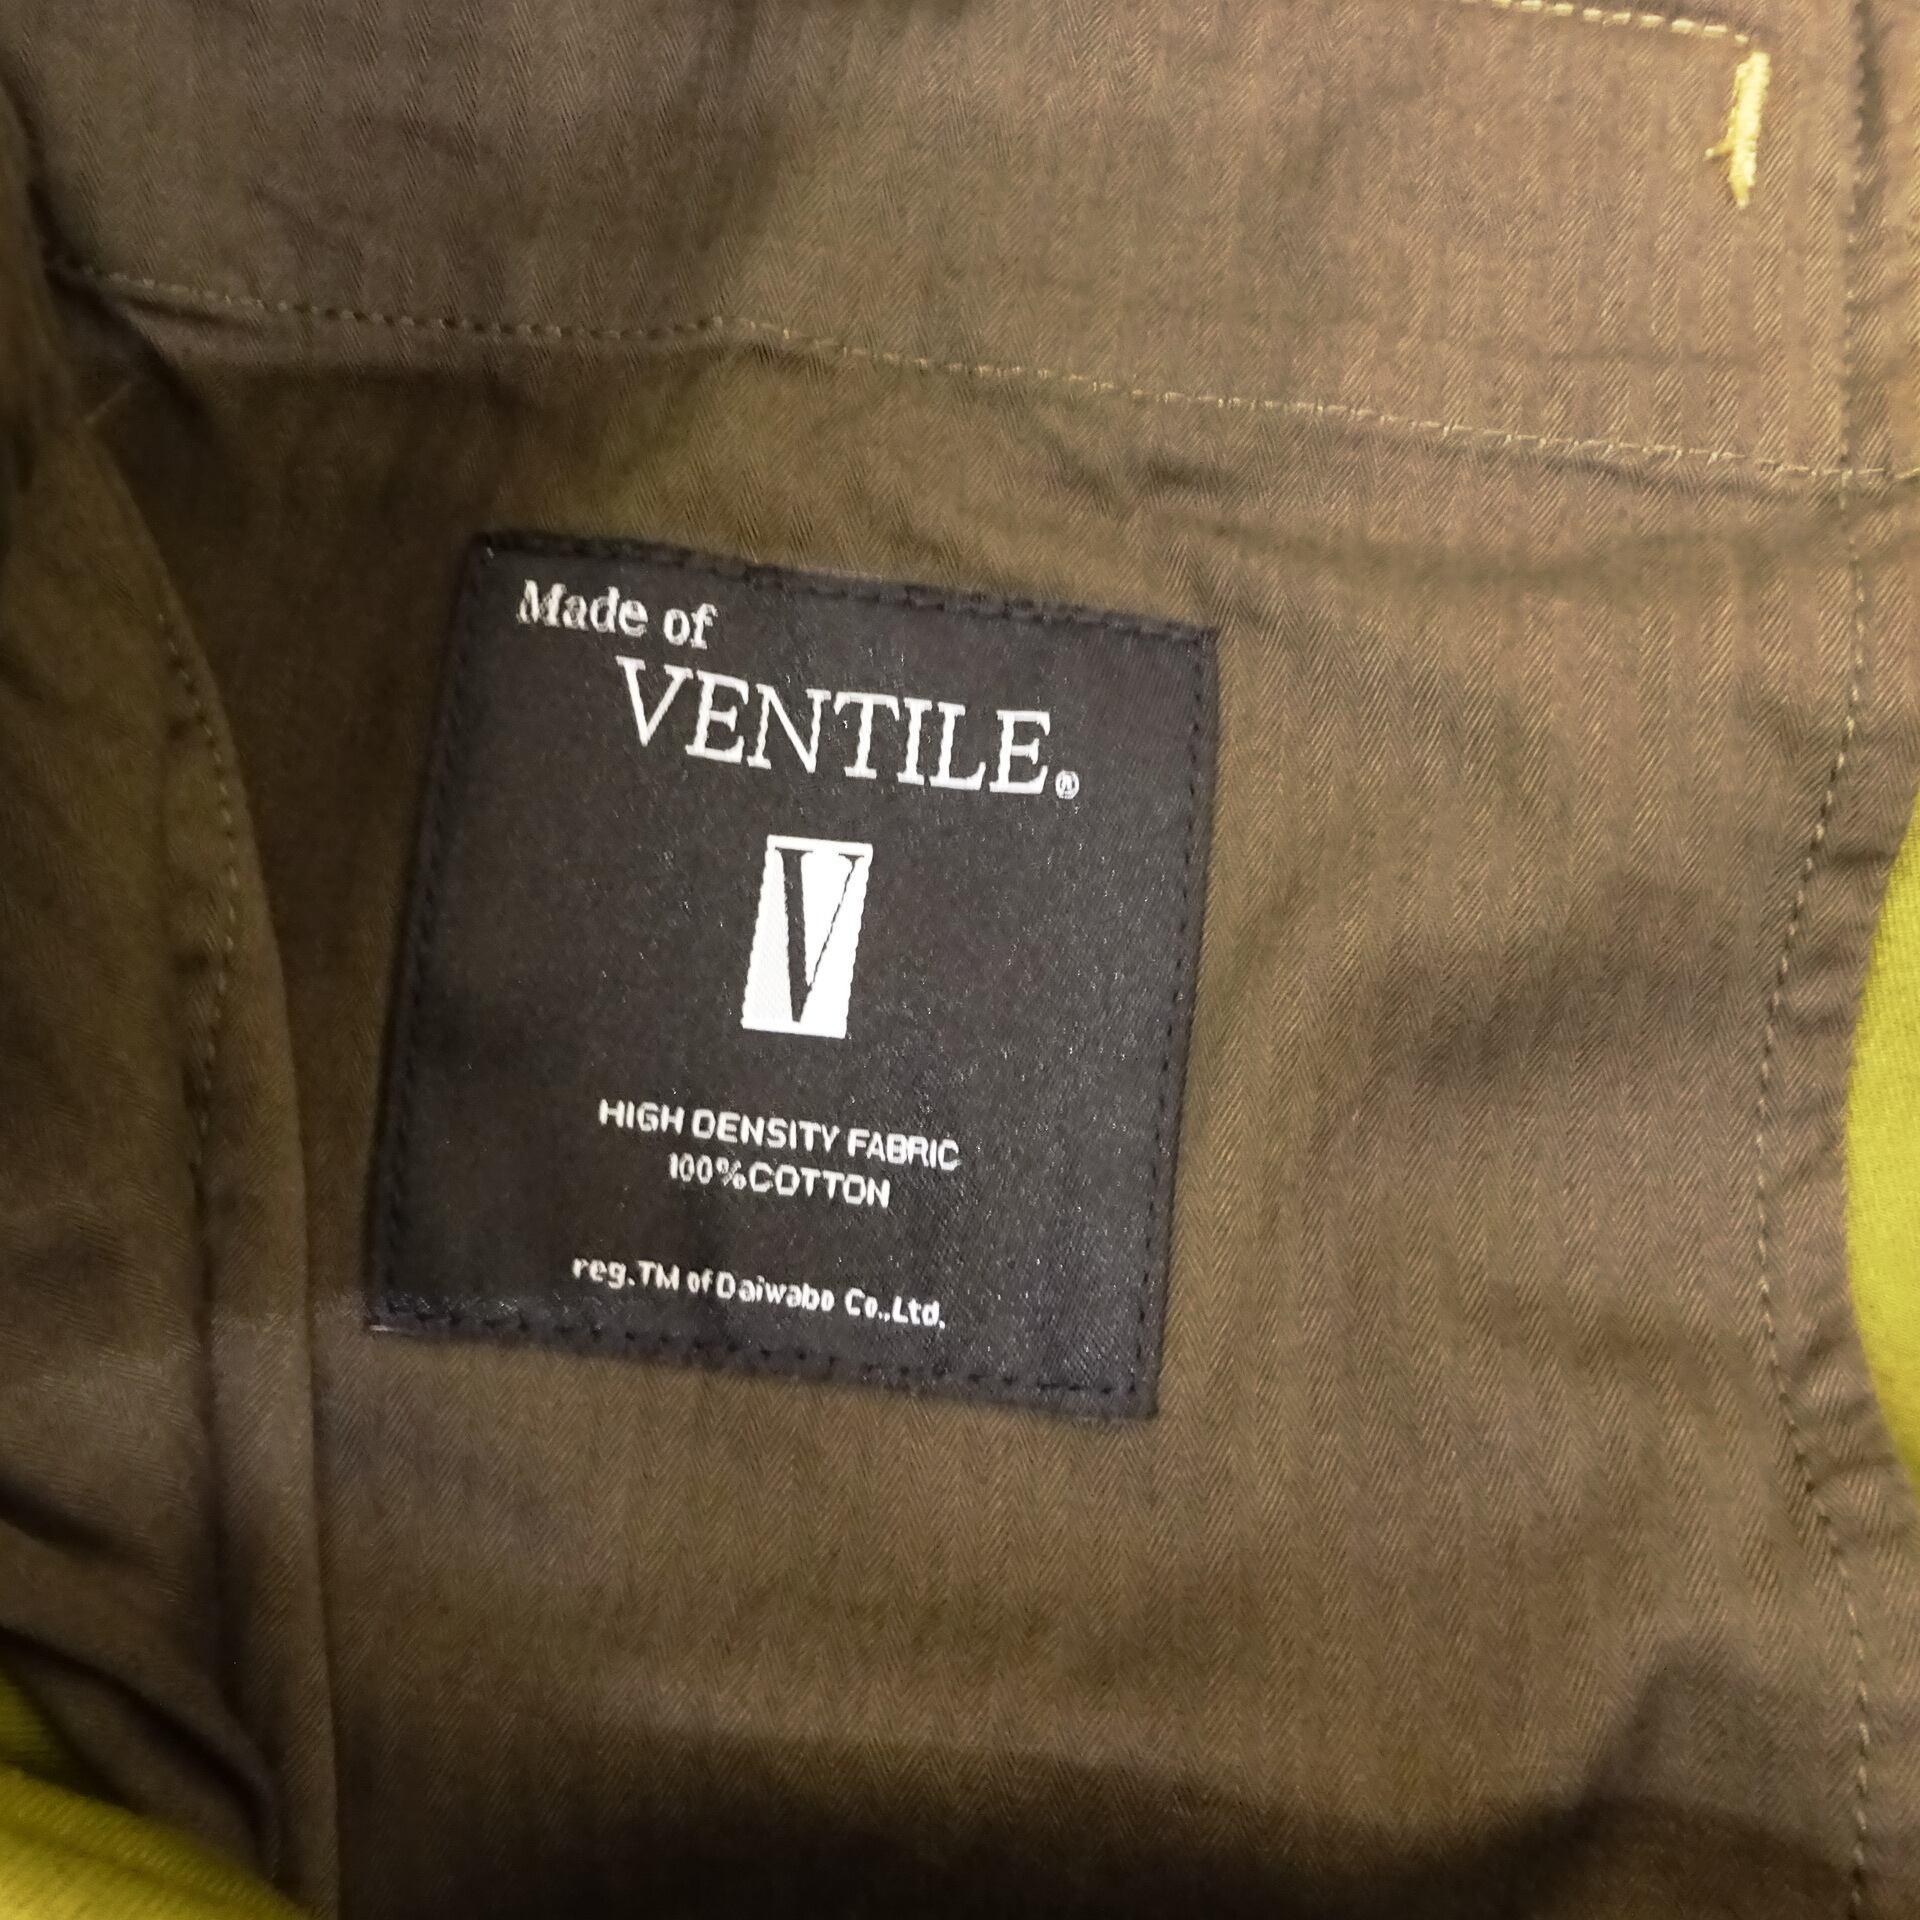 Made of
VENTILE®
V
HIGH DENSITY FABRIC
100%COTTON
reg.TM of Daiwabo Co.,Ltd.